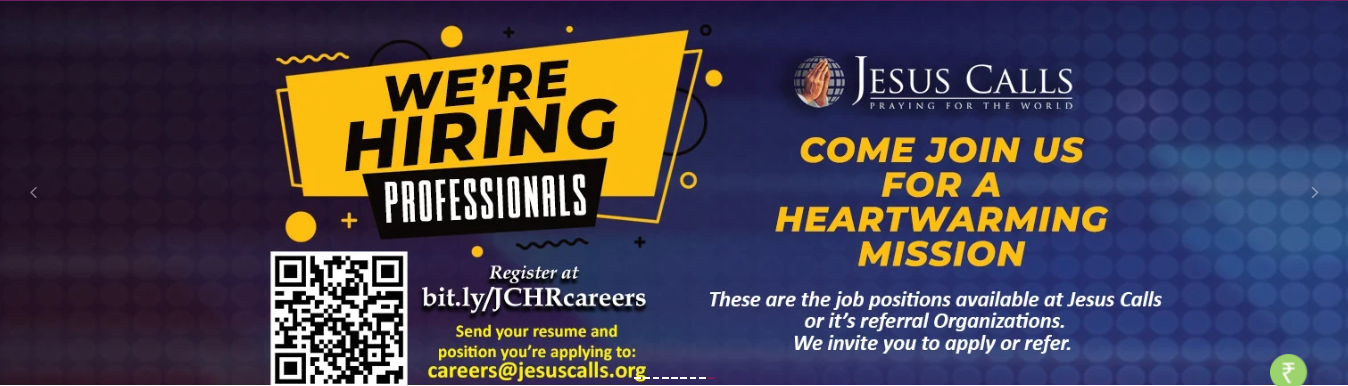 WE'RE
HIRING
PROFESSIONALS
Register at
bit.ly/JCHRcareers
Send your resume and
position you're applying to:
careers@jesuscalls.org
JESUS CALLS
PRAYING FOR THE WORLD
COME JOIN US
FOR A
HEARTWARMING
MISSION
These are the job positions available at Jesus Calls
or it's referral Organizations.
We invite you to apply or refer.
₹